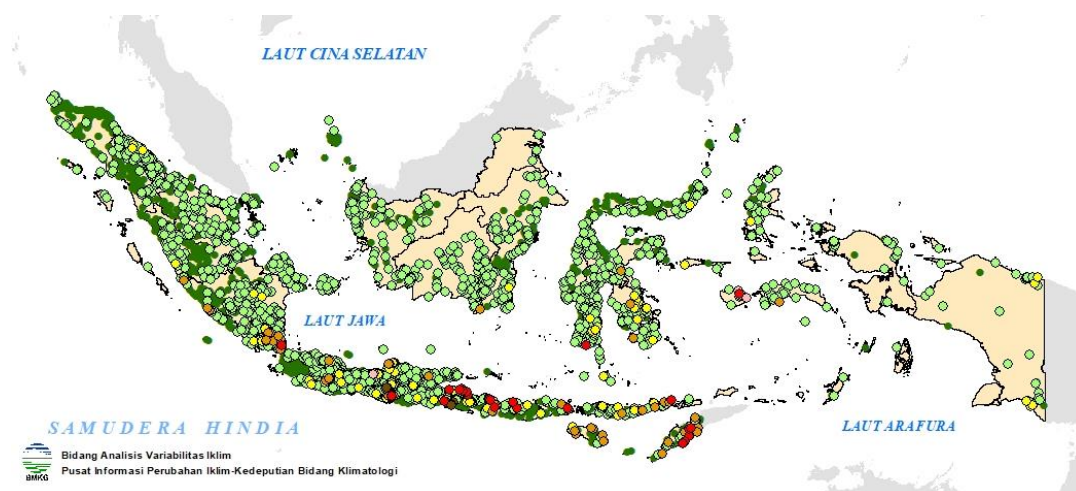 LAUT CINA SELATAN
LAUT JAWA
SAMUDERA HINDIA
LAUT ARAFURA
Bidang Analisis Variabilitas Iklim
Pusat Informasi Perubahan Iklim-Kedeputian Bidang Klimatologi
BMKG